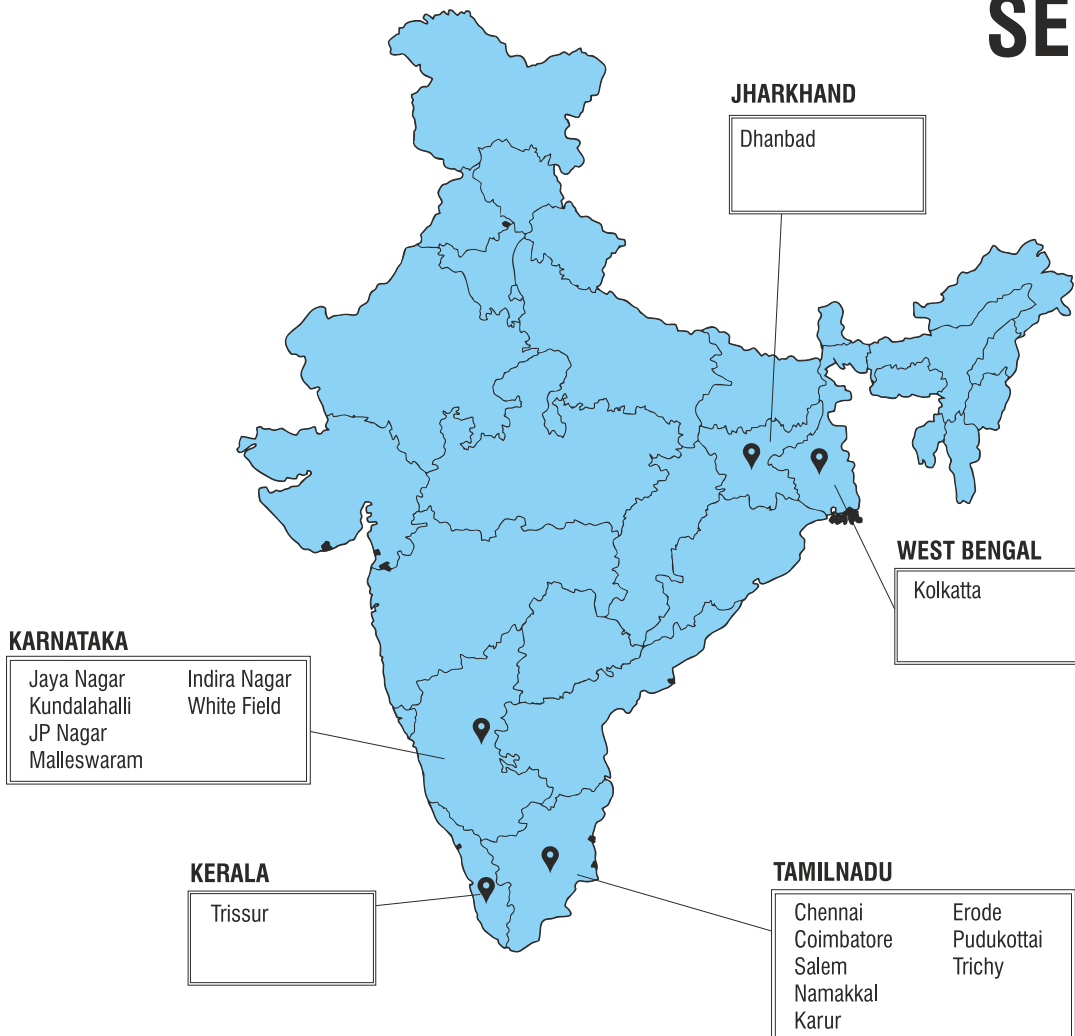 SE
JHARKHAND
Dhanbad
WEST BENGAL
Kolkatta
KARNATAKA
Jaya Nagar Indira Nagar
Kundalahalli White Field
JP Nagar
Malleswaram
KERALA
Trissur
TAMILNADU
Chennai Erode
Coimbatore Pudukottai
Salem Trichy
Namakkal
Karur